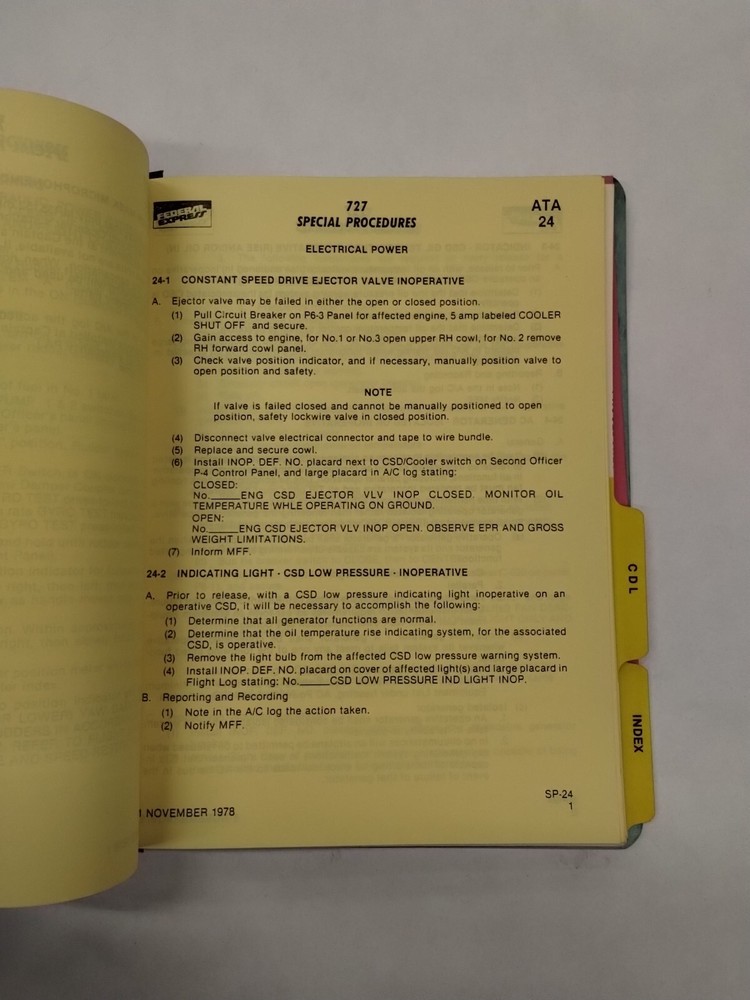 FEDERAL
EXPRESS
727
SPECIAL PROCEDURES
ATA
24
ELECTRICAL POWER
24-1 CONSTANT SPEED DRIVE EJECTOR VALVE INOPERATIVE
A. Ejector valve may be failed in either the open or closed position.
(1) Pull Circuit Breaker on P6-3 Panel for affected engine, 5 amp labeled COOLER
SHUT OFF and secure.
(2) Gain access to engine, for No.1 or No.3 open upper RH cowl, for No. 2 remove
RH forward cowl panel.
(3) Check valve position indicator, and if necessary, manually position valve to
open position and safety.
NOTE
If valve is failed closed and cannot be manually positioned to open
position, safety lockwire valve in closed position.
(4) Disconnect valve electrical connector and tape to wire bundle.
(5) Replace and secure cowl.
(6) Install INOP. DEF. NO. placard next to CSD/Cooler switch on Second Officer
P-4 Control Panel, and large placard in A/C log stating:
CLOSED:
No._____ENG CSD EJECTOR VLV INOP CLOSED. MONITOR OIL
TEMPERATURE WHLE OPERATING ON GROUND.
OPEN:
No._____ENG CSD EJECTOR VLV INOP OPEN. OBSERVE EPR AND GROSS
WEIGHT LIMITATIONS.
(7) Inform MFF.
24-2 INDICATING LIGHT - CSD LOW PRESSURE - INOPERATIVE
A. Prior to release, with a CSD low pressure indicating light inoperative on an
operative CSD, it will be necessary to accomplish the following:
(1) Determine that all generator functions are normal.
(2) Determine that the oil temperature rise indicating system, for the associated
CSD, is operative.
(3) Remove the light bulb from the affected CSD low pressure warning system.
(4) Install INOP. DEF. NO. placard on cover of affected light(s) and large placard in
Flight Log stating: No._____CSD LOW PRESSURE IND LIGHT INOP.
B. Reporting and Recording
(1) Note in the A/C log the action taken.
(2) Notify MFF.
SP-24
1
1 NOVEMBER 1978
CDL
INDEX